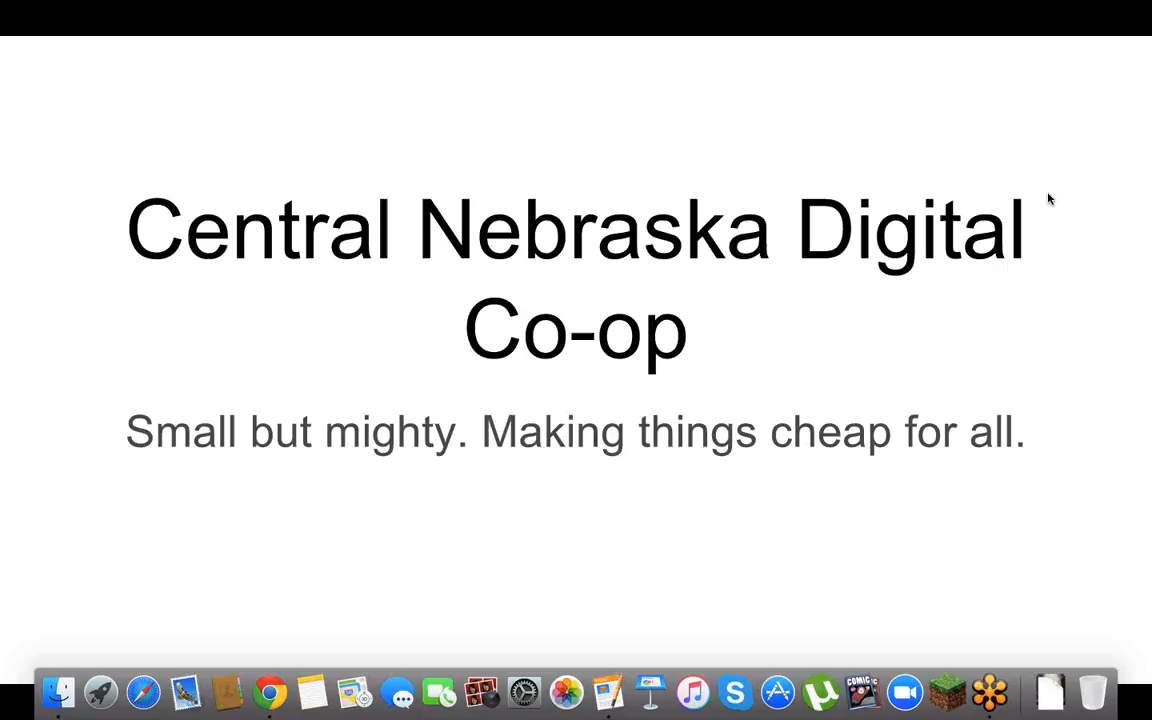 Central Nebraska Digital
Co-op
Small but mighty. Making things cheap for all.